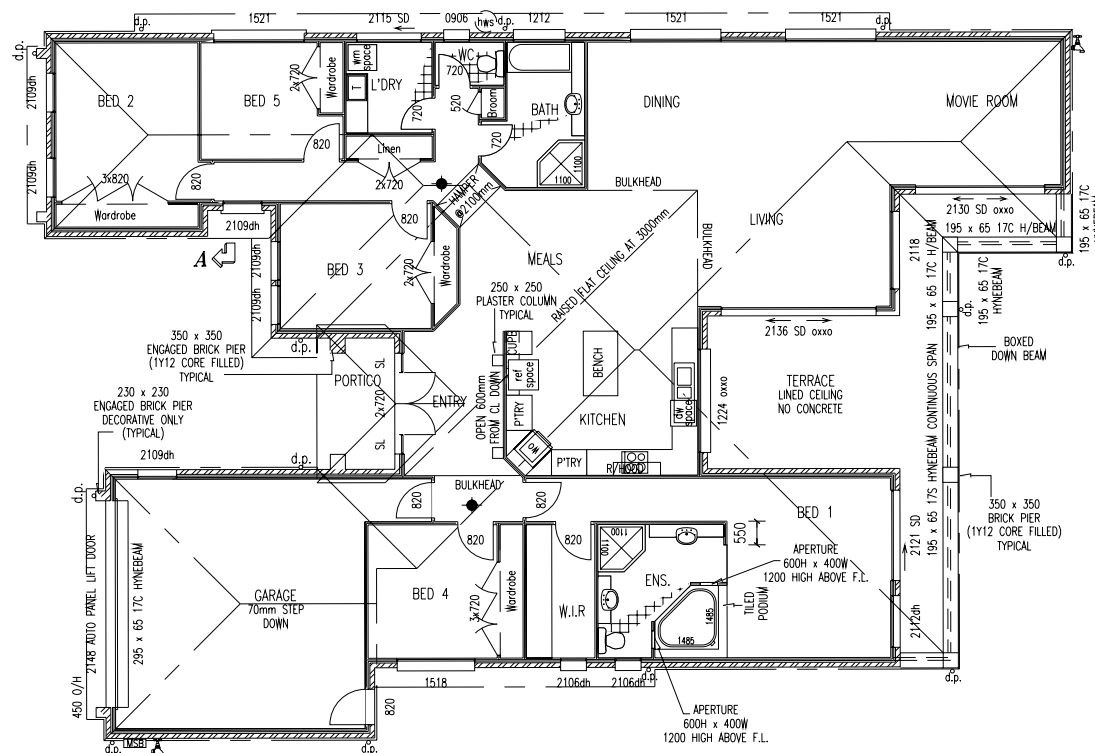 d.p.
1521
2115 SD
0906
hws
d.p.
1212
1521
1521
d.p.
d.p.
2109dh
2109dh
d.p.
BED 2
BED 5
2x720
Wardrobe
wm
space
T
L'DRY
WC
720
520
Broom
720
BATH
DINING
MOVIE ROOM
820
820
Linen
2x720
720
1100
1100
3x820
Wardrobe
2109dh
820
HAMPER
@2100mm
BULKHEAD
BULKHEAD
2130 SD oxxo
195 x 65 17C H/BEAM
195 x 65 17C
d.p.
A
2109dh
2109dh
BED 3
2x720
Wardrobe
MEALS
RAISED FLAT CEILING AT 3000mm
LIVING
2118
195 x 65 17C H/BEAM
195 x 65 17C
HYNEBEAM
d.p.
250 x 250
PLASTER COLUMN
TYPICAL
2136 SD oxxo
350 x 350
ENGAGED BRICK PIER
(1Y12 CORE FILLED)
TYPICAL
d.p.
PORTICO
SL
2x720
SL
ENTRY
CUPB
ref
space
P'TRY
BENCH
KITCHEN
dw
space
1224 oxxo
TERRACE
LINED CEILING
NO CONCRETE
BOXED
DOWN BEAM
230 x 230
ENGAGED BRICK PIER
DECORATIVE ONLY
(TYPICAL)
OPEN 600mm
FROM CL DOWN
WO
P'TRY
R/HOOD
2109dh
d.p.
d.p.
820
BULKHEAD
820
BED 1
550
2121 SD
195 x 65 17S HYNEBEAM CONTINUOUS SPAN
350 x 350
BRICK PIER
(1Y12 CORE FILLED)
TYPICAL
2148 AUTO PANEL LIFT DOOR
295 x 65 17C HYNEBEAM
GARAGE
70mm STEP
DOWN
820
BED 4
3x720
Wardrobe
820
W.I.R
1100
1100
ENS.
1485
1485
TILED
PODIUM
APERTURE
600H x 400W
1200 HIGH ABOVE F.L.
2112dh
d.p.
450 O/H
820
1518
2106dh
2106dh
d.p.
APERTURE
600H x 400W
1200 HIGH ABOVE F.L.
d.p.
MSB
d.p.